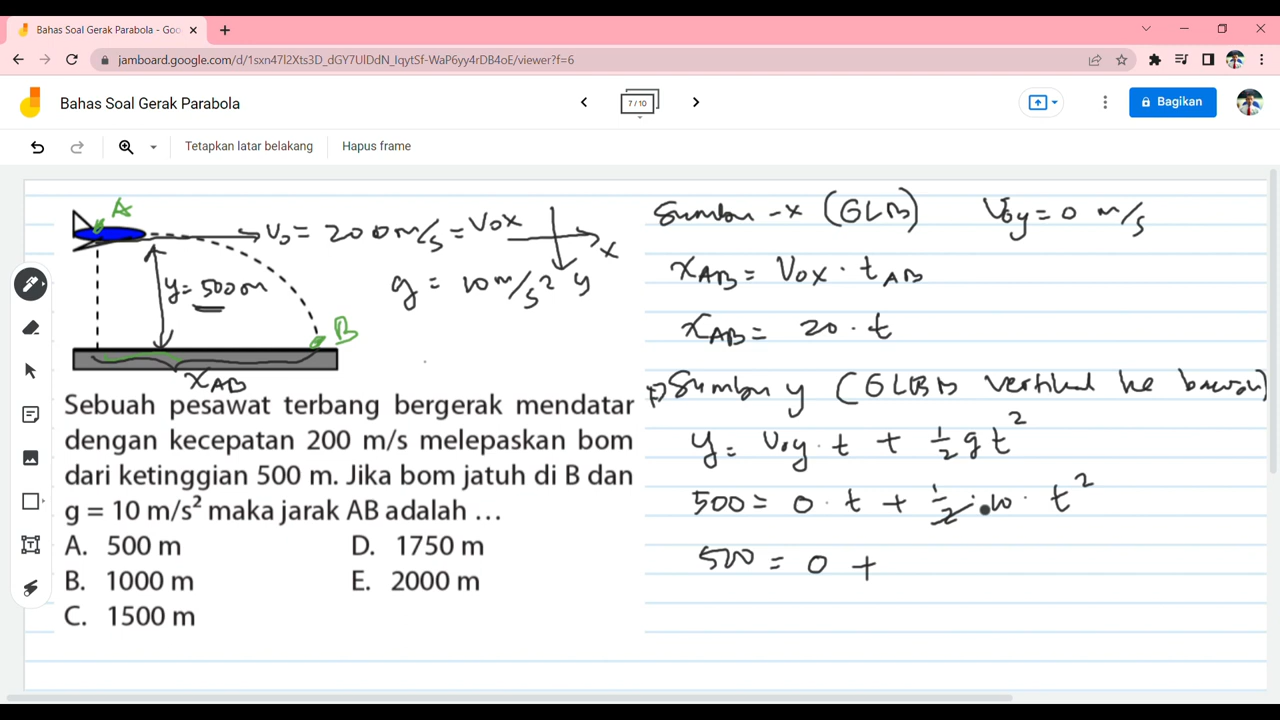 Bahas Soal Gerak Parabola - Goo
jamboard.google.com/d/1sxn47l2Xts3D_dGY7UIDdN_IqytSf-WaP6yy4rDB4oE/viewer?f=6
Bahas Soal Gerak Parabola
7 / 10
Bagikan
Tetapkan latar belakang
Hapus frame
A
V₀ = 200 m/s = V₀x
x
y
g = 10 m/s²
y = 500 m
B
xAB
Sebuah pesawat terbang bergerak mendatar
dengan kecepatan 200 m/s melepaskan bom
dari ketinggian 500 m. Jika bom jatuh di B dan
g = 10 m/s² maka jarak AB adalah ...
A. 500 m
D. 1750 m
B. 1000 m
E. 2000 m
C. 1500 m
Sumbu -x (GLB)
V₀y = 0 m/s
xAB = V₀x · tAB
xAB = 20 · t
Sumbu y (GLBB vertikal ke bawah)
y = V₀y · t + ½ g t²
500 = 0 · t + ½ · 10 · t²
500 = 0 +